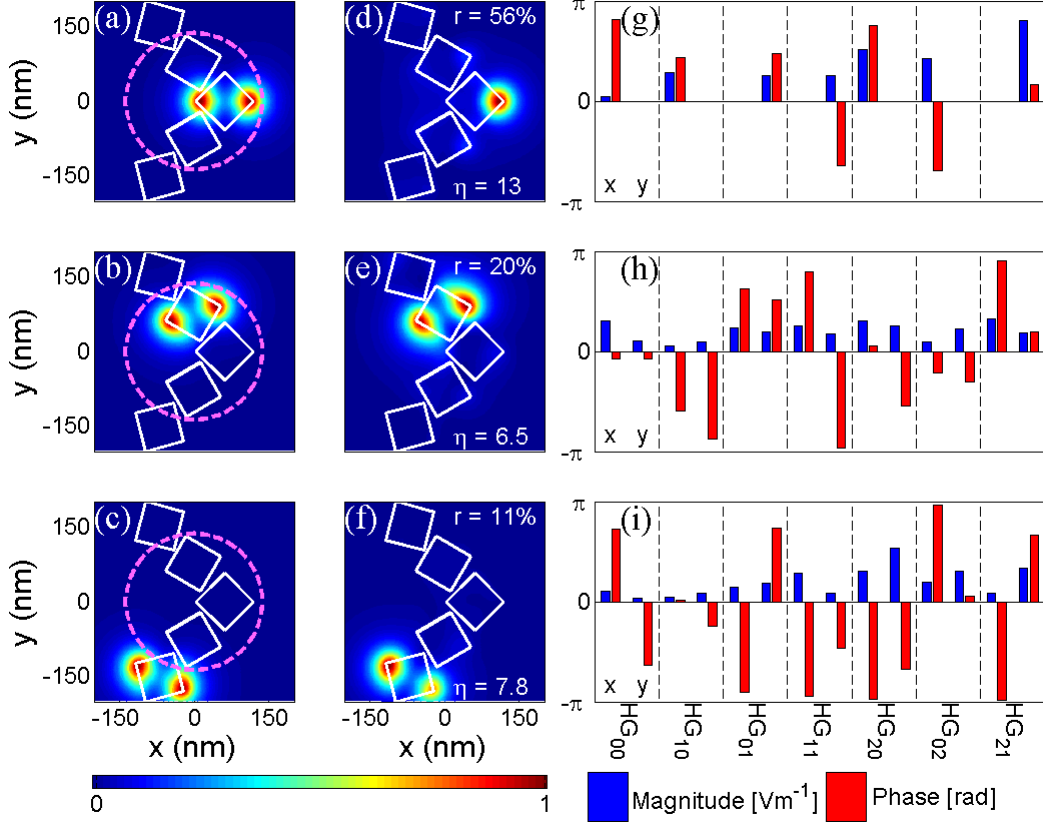 (a)
(d)
r = 56%
η = 13
(g)
π
0
-π
x y
150
0
-150
y (nm)
(b)
(e)
r = 20%
η = 6.5
(h)
π
0
-π
x y
150
0
-150
y (nm)
(c)
(f)
r = 11%
η = 7.8
(i)
π
0
-π
x y
150
0
-150
y (nm)
-150 0 150
x (nm)
-150 0 150
x (nm)
HG00
HG10
HG01
HG11
HG20
HG02
HG21
0 1
Magnitude [Vm-1]
Phase [rad]